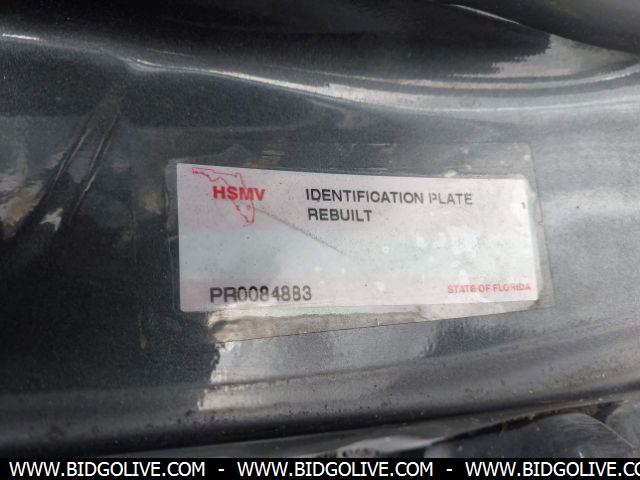 HSMV
IDENTIFICATION PLATE
REBUILT
PR0084883
STATE OF FLORIDA
WWW.BIDGOLIVE.COM - WWW.BIDGOLIVE.COM - WWW.BIDGOLIVE.COM